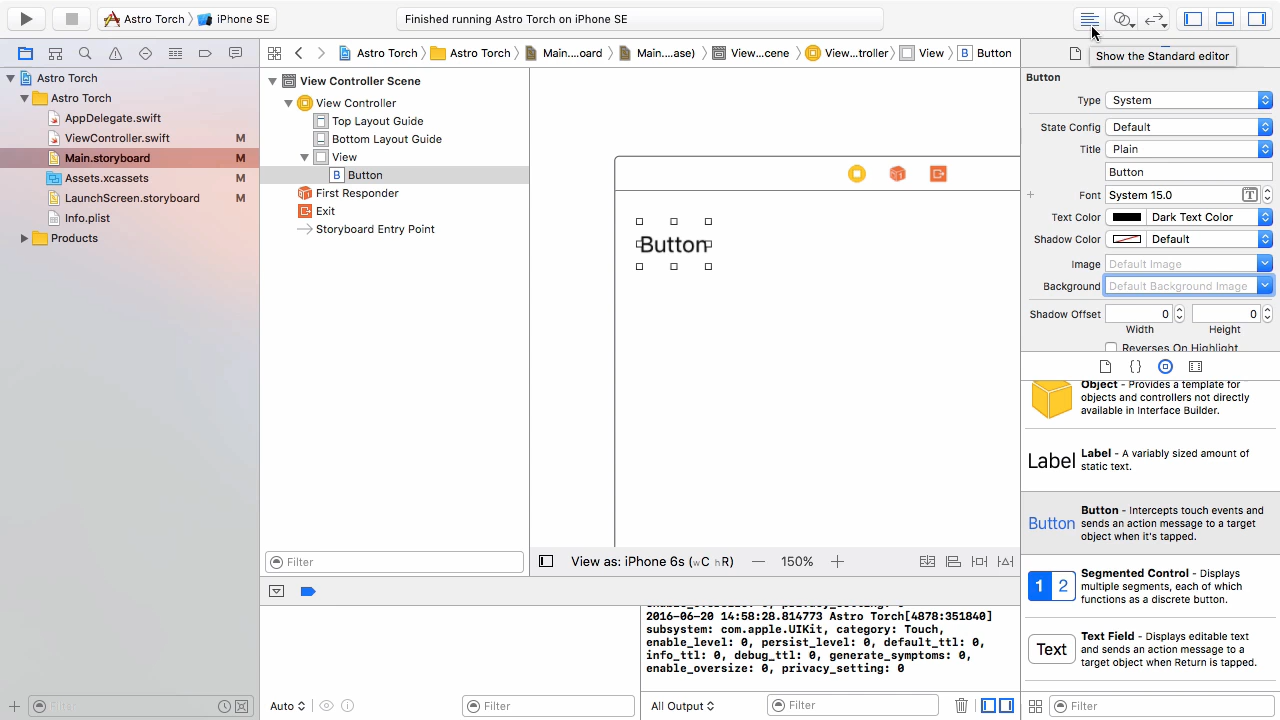 Astro Torch
iPhone SE
Finished running Astro Torch on iPhone SE
Show the Standard editor
Astro Torch
Astro Torch
Main....oard
Main....ase)
View...cene
View...troller
View
B Button
Astro Torch
Astro Torch
AppDelegate.swift
ViewController.swift M
Main.storyboard M
Assets.xcassets M
LaunchScreen.storyboard M
Info.plist
Products
View Controller Scene
View Controller
Top Layout Guide
Bottom Layout Guide
View
B Button
First Responder
Exit
Storyboard Entry Point
Filter
Button
View as: iPhone 6s (wC hR)
150%
Button
Type System
State Config Default
Title Plain
Button
Font System 15.0 T
Text Color Dark Text Color
Shadow Color Default
Image Default Image
Background Default Background Image
Shadow Offset 0 0
Width Height
Reverses On Highlight
{}
Object - Provides a template for
objects and controllers not directly
available in Interface Builder.
Label
Label - A variably sized amount of
static text.
Button
Button - Intercepts touch events and
sends an action message to a target
object when it's tapped.
1 2
Segmented Control - Displays
multiple segments, each of which
functions as a discrete button.
Text
Text Field - Displays editable text
and sends an action message to a
target object when Return is tapped.
2016-06-20 14:58:28.814773 Astro Torch[4878:351840]
subsystem: com.apple.UIKit, category: Touch,
enable_level: 0, persist_level: 0, default_ttl: 0,
info_ttl: 0, debug_ttl: 0, generate_symptoms: 0,
enable_oversize: 0, privacy_setting: 0
Filter
Auto
Filter
All Output
Filter
Filter